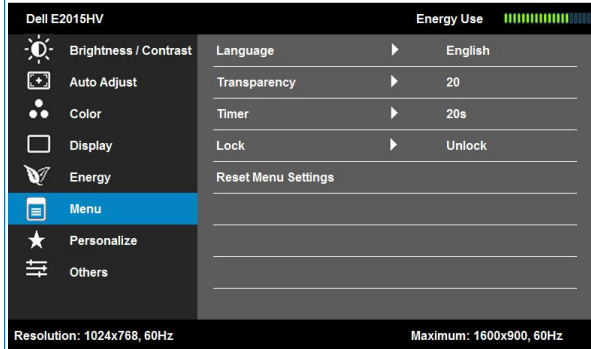 Dell E2015HV Energy Use
Brightness / Contrast Language English
Auto Adjust Transparency 20
Color Timer 20s
Display Lock Unlock
Energy Reset Menu Settings
Menu
Personalize
Others
Resolution: 1024x768, 60Hz Maximum: 1600x900, 60Hz